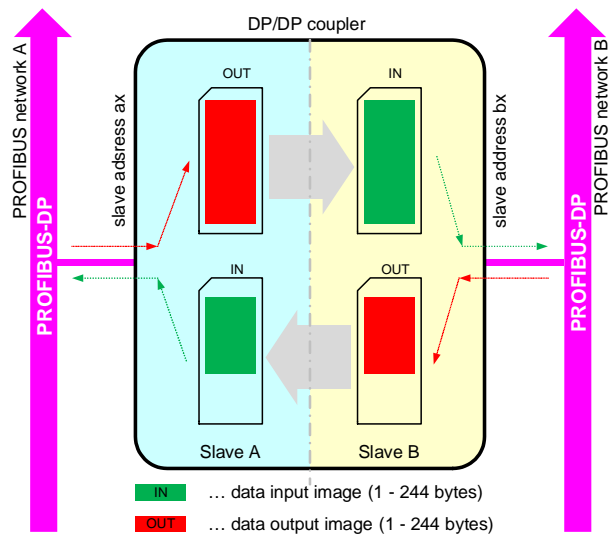 DP/DP coupler
PROFIBUS network A
PROFIBUS-DP
slave adsress ax
OUT
IN
IN
OUT
Slave A
Slave B
slave address bx
PROFIBUS-DP
PROFIBUS network B
IN ... data input image (1 - 244 bytes)
OUT ... data output image (1 - 244 bytes)